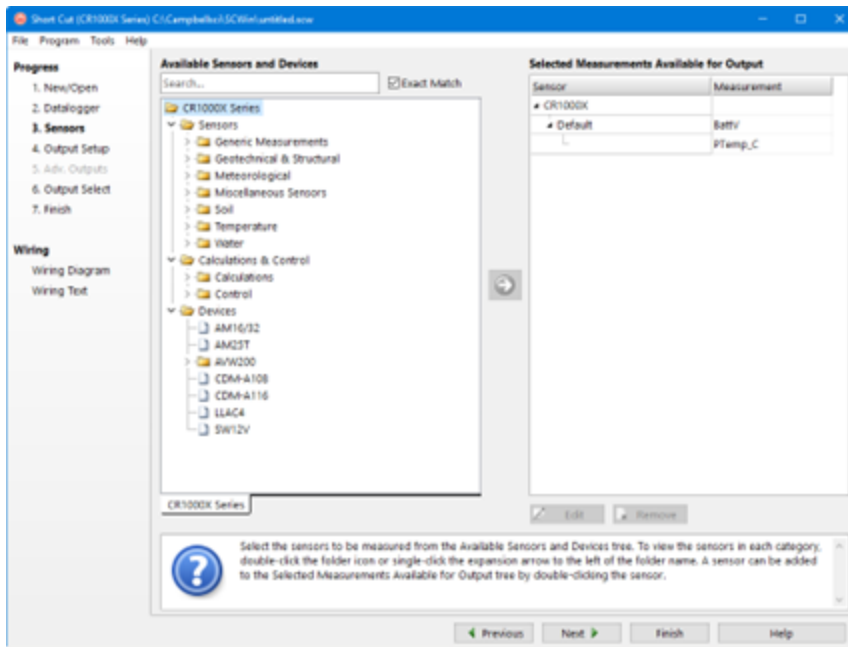 Short Cut (CR1000X Series) C:\Campbellsci\SCWin\untitled.scw
File Program Tools Help
Progress
1. New/Open
2. Datalogger
3. Sensors
4. Output Setup
5. Adv. Outputs
6. Output Select
7. Finish
Wiring
Wiring Diagram
Wiring Text
Available Sensors and Devices
Search...
Exact Match
CR1000X Series
Sensors
Generic Measurements
Geotechnical & Structural
Meteorological
Miscellaneous Sensors
Soil
Temperature
Water
Calculations & Control
Calculations
Control
Devices
AM16/32
AM25T
AVW200
CDM-A108
CDM-A116
LLAC4
SW12V
CR1000X Series
Selected Measurements Available for Output
Sensor Measurement
CR1000X
Default BattV
PTemp_C
Edit Remove
Select the sensors to be measured from the Available Sensors and Devices tree. To view the sensors in each category,
double-click the folder icon or single-click the expansion arrow to the left of the folder name. A sensor can be added
to the Selected Measurements Available for Output tree by double-clicking the sensor.
Previous Next Finish Help